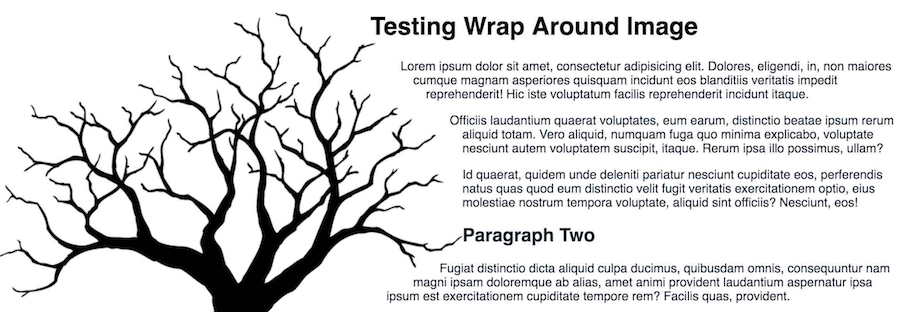 Testing Wrap Around Image
Lorem ipsum dolor sit amet, consectetur adipisicing elit. Dolores, eligendi, in, non maiores
cumque magnam asperiores quisquam incidunt eos blanditiis veritatis impedit
reprehenderit! Hic iste voluptatum facilis reprehenderit incidunt itaque.
Officiis laudantium quaerat voluptates, eum earum, distinctio beatae ipsum rerum
aliquid totam. Vero aliquid, numquam fuga quo minima explicabo, voluptate
nesciunt autem voluptatem suscipit, itaque. Rerum ipsa illo possimus, ullam?
Id quaerat, quidem unde deleniti pariatur nesciunt cupiditate eos, perferendis
natus quas quod eum distinctio velit fugit veritatis exercitationem optio, eius
molestiae nostrum tempora voluptate, aliquid sint officiis? Nesciunt, eos!
Paragraph Two
Fugiat distinctio dicta aliquid culpa ducimus, quibusdam omnis, consequuntur nam
magni ipsam doloremque ab alias, amet animi provident laudantium aspernatur ipsa
ipsum est exercitationem cupiditate tempore rem? Facilis quas, provident.